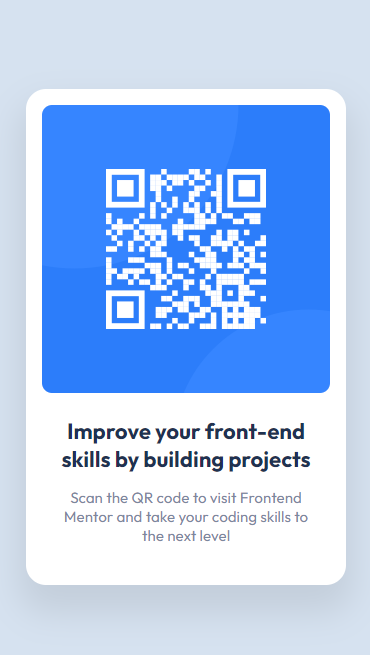 Improve your front-end
skills by building projects
Scan the QR code to visit Frontend
Mentor and take your coding skills to
the next level